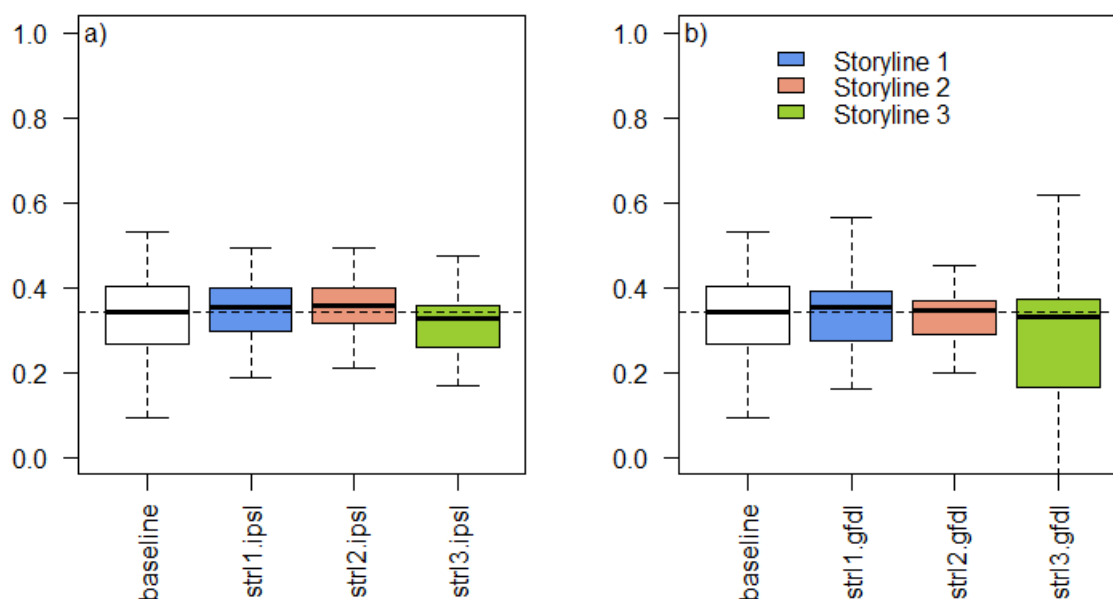 a)
1.0
0.8
0.6
0.4
0.2
0.0
baseline
strl1.ipsl
strl2.ipsl
strl3.ipsl
b)
Storyline 1
Storyline 2
Storyline 3
1.0
0.8
0.6
0.4
0.2
0.0
baseline
strl1.gfdl
strl2.gfdl
strl3.gfdl